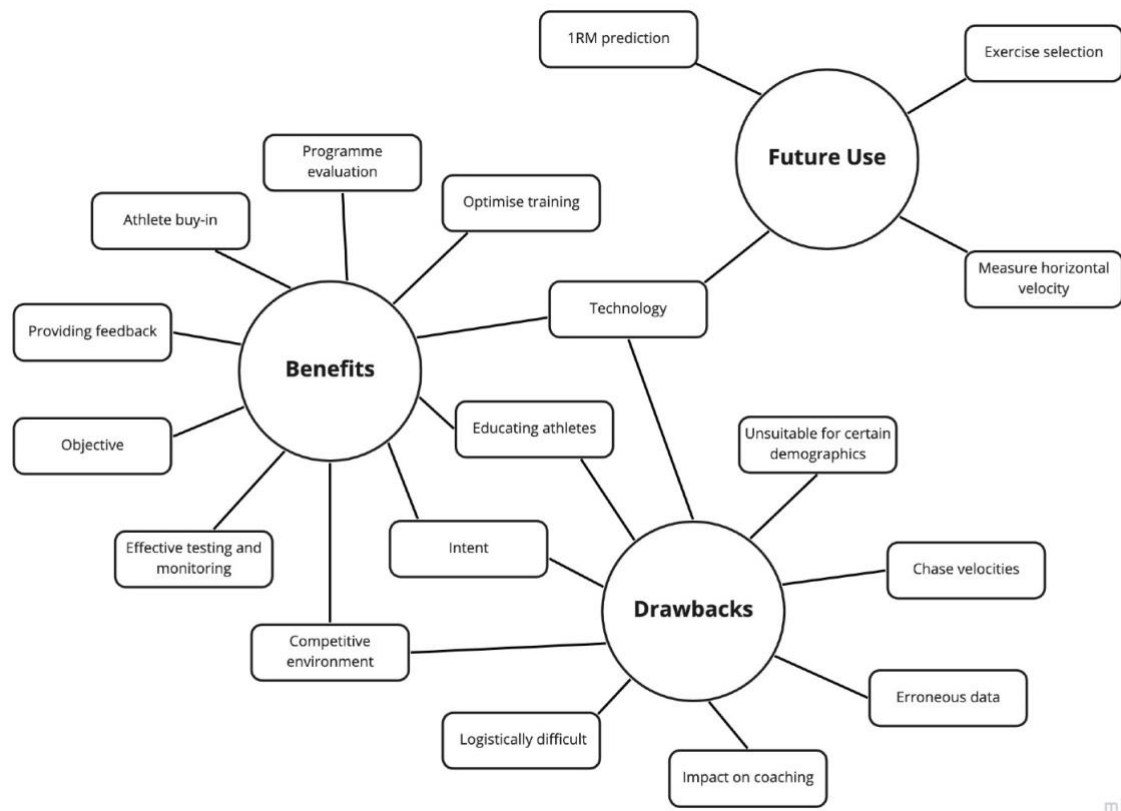 1RM prediction
Exercise selection
Future Use
Programme
evaluation
Optimise training
Athlete buy-in
Measure horizontal
velocity
Technology
Providing feedback
Benefits
Educating athletes
Unsuitable for certain
demographics
Objective
Effective testing and
monitoring
Intent
Chase velocities
Drawbacks
Competitive
environment
Erroneous data
Logistically difficult
Impact on coaching
m